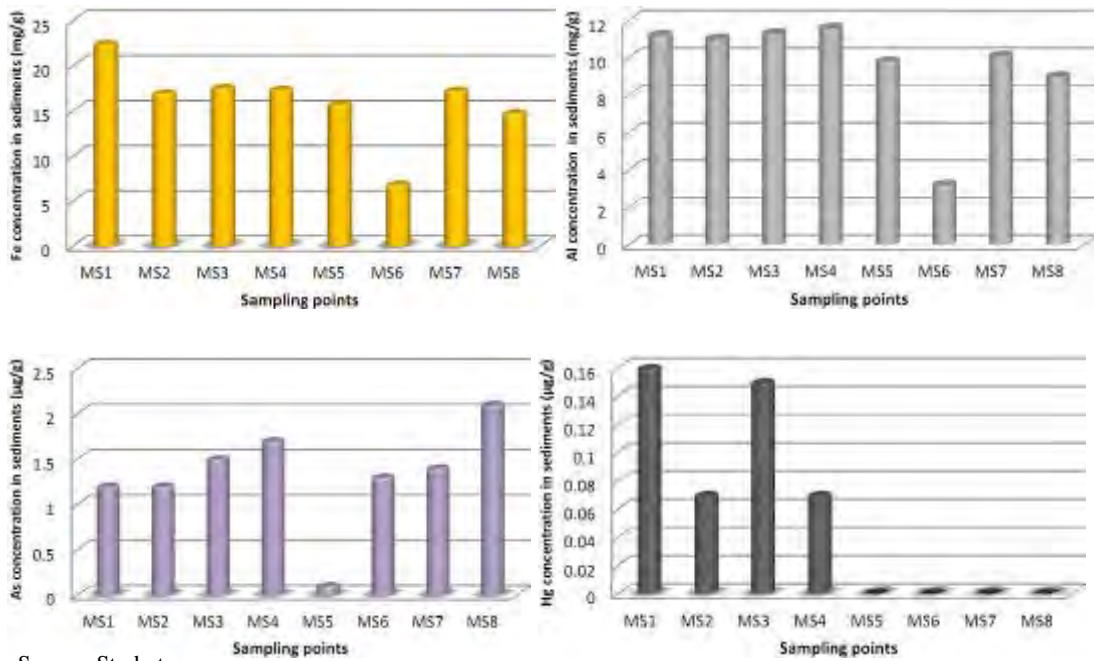 Fe concentration in sediments (mg/g)
25
20
15
10
5
0
MS1 MS2 MS3 MS4 MS5 MS6 MS7 MS8
Sampling points
Al concentration in sediments (mg/g)
12
10
8
6
4
2
0
MS1 MS2 MS3 MS4 MS5 MS6 MS7 MS8
Sampling points
As concentration in sediments (µg/g)
2.5
2
1.5
1
0.5
0
MS1 MS2 MS3 MS4 MS5 MS6 MS7 MS8
Sampling points
Hg concentration in sediments (µg/g)
0.16
0.14
0.12
0.1
0.08
0.06
0.04
0.02
0
MS1 MS2 MS3 MS4 MS5 MS6 MS7 MS8
Sampling points